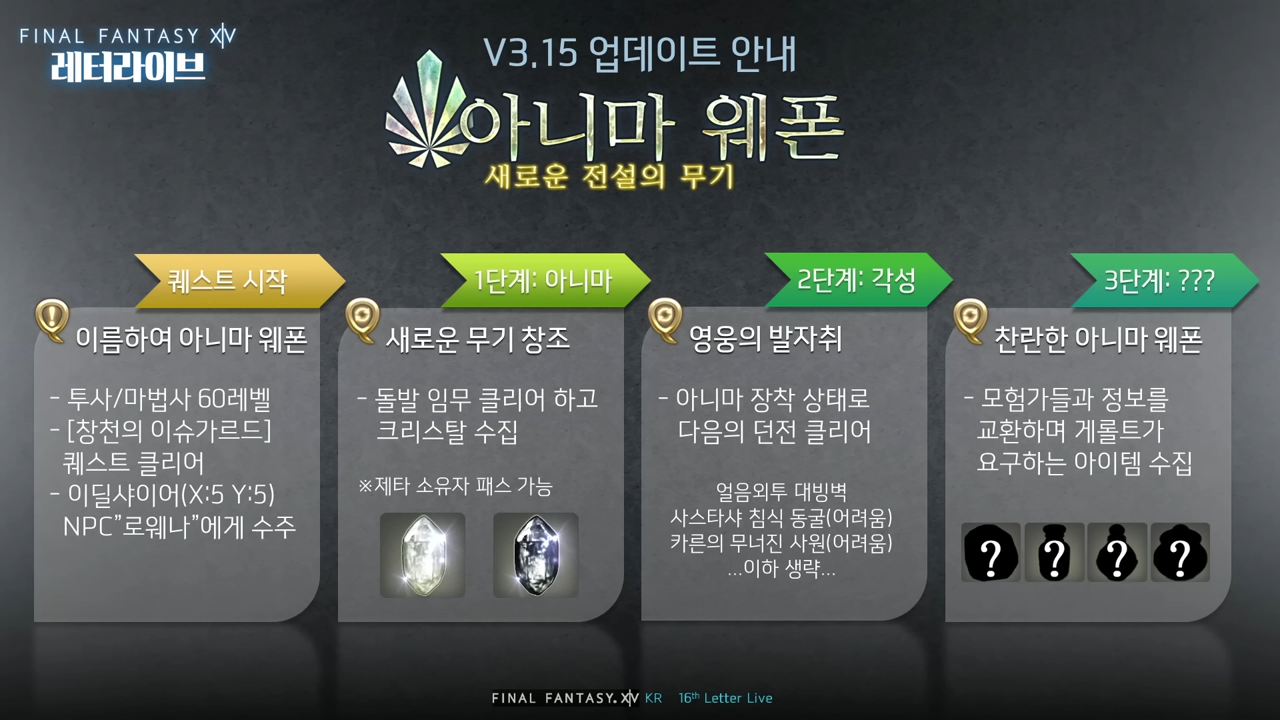 FINAL FANTASY XIV
레터라이브
V3.15 업데이트 안내
아니마 웨폰
새로운 전설의 무기
퀘스트 시작
이름하여 아니마 웨폰
- 투사/마법사 60레벨
- [창천의 이슈가르드]
퀘스트 클리어
- 이딜샤이어(X:5 Y:5)
NPC”로웨나”에게 수주
1단계: 아니마
새로운 무기 창조
- 돌발 임무 클리어 하고
크리스탈 수집
※제타 소유자 패스 가능
2단계: 각성
영웅의 발자취
- 아니마 장착 상태로
다음의 던전 클리어
얼음외투 대빙벽
사스타샤 침식 동굴(어려움)
카른의 무너진 사원(어려움)
...이하 생략...
3단계: ???
찬란한 아니마 웨폰
- 모험가들과 정보를
교환하며 게롤트가
요구하는 아이템 수집
? ? ? ?
FINAL FANTASY XIV KR 16th Letter Live